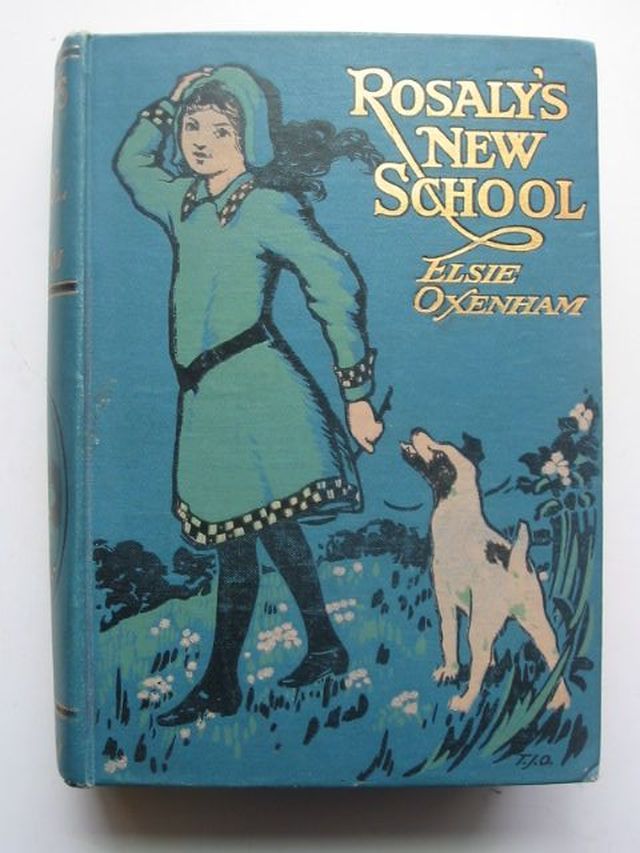 ROSALY'S
NEW
SCHOOL
ELSIE
OXENHAM
T.J.O.